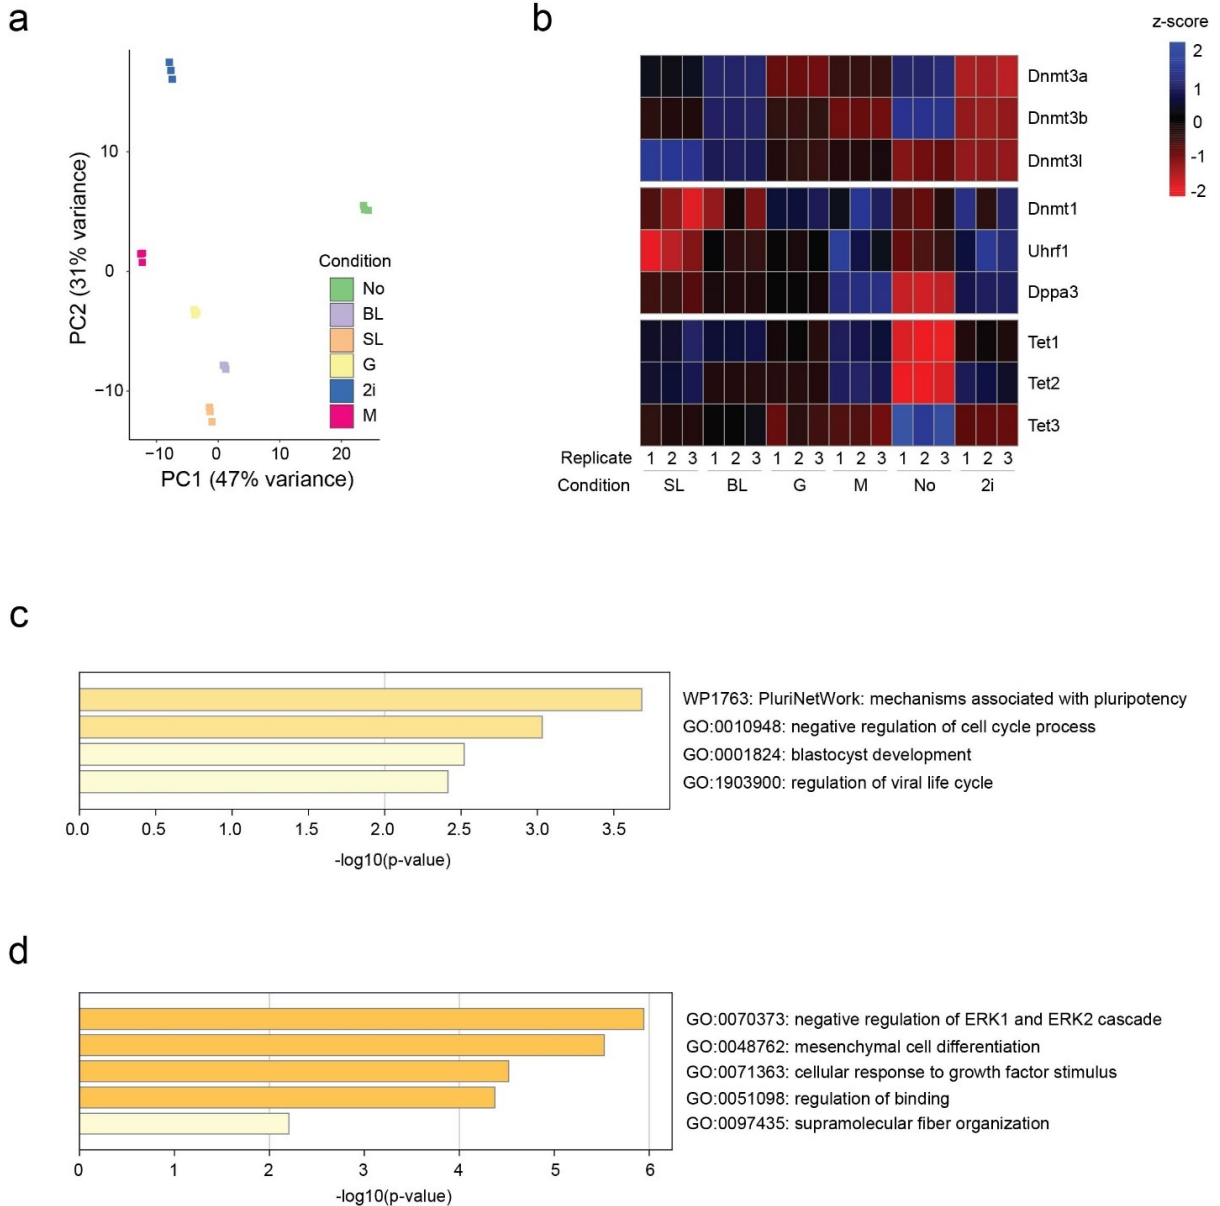 a
PC2 (31% variance)
10
0
−10
−10
0
10
20
PC1 (47% variance)
Condition
No
BL
SL
G
2i
M
b
z-score
2
1
0
-1
-2
Dnmt3a
Dnmt3b
Dnmt3l
Dnmt1
Uhrf1
Dppa3
Tet1
Tet2
Tet3
Replicate 1 2 3 1 2 3 1 2 3 1 2 3 1 2 3 1 2 3
Condition SL BL G M No 2i
c
WP1763: PluriNetWork: mechanisms associated with pluripotency
GO:0010948: negative regulation of cell cycle process
GO:0001824: blastocyst development
GO:1903900: regulation of viral life cycle
0.0 0.5 1.0 1.5 2.0 2.5 3.0 3.5
-log10(p-value)
d
GO:0070373: negative regulation of ERK1 and ERK2 cascade
GO:0048762: mesenchymal cell differentiation
GO:0071363: cellular response to growth factor stimulus
GO:0051098: regulation of binding
GO:0097435: supramolecular fiber organization
0 1 2 3 4 5 6
-log10(p-value)